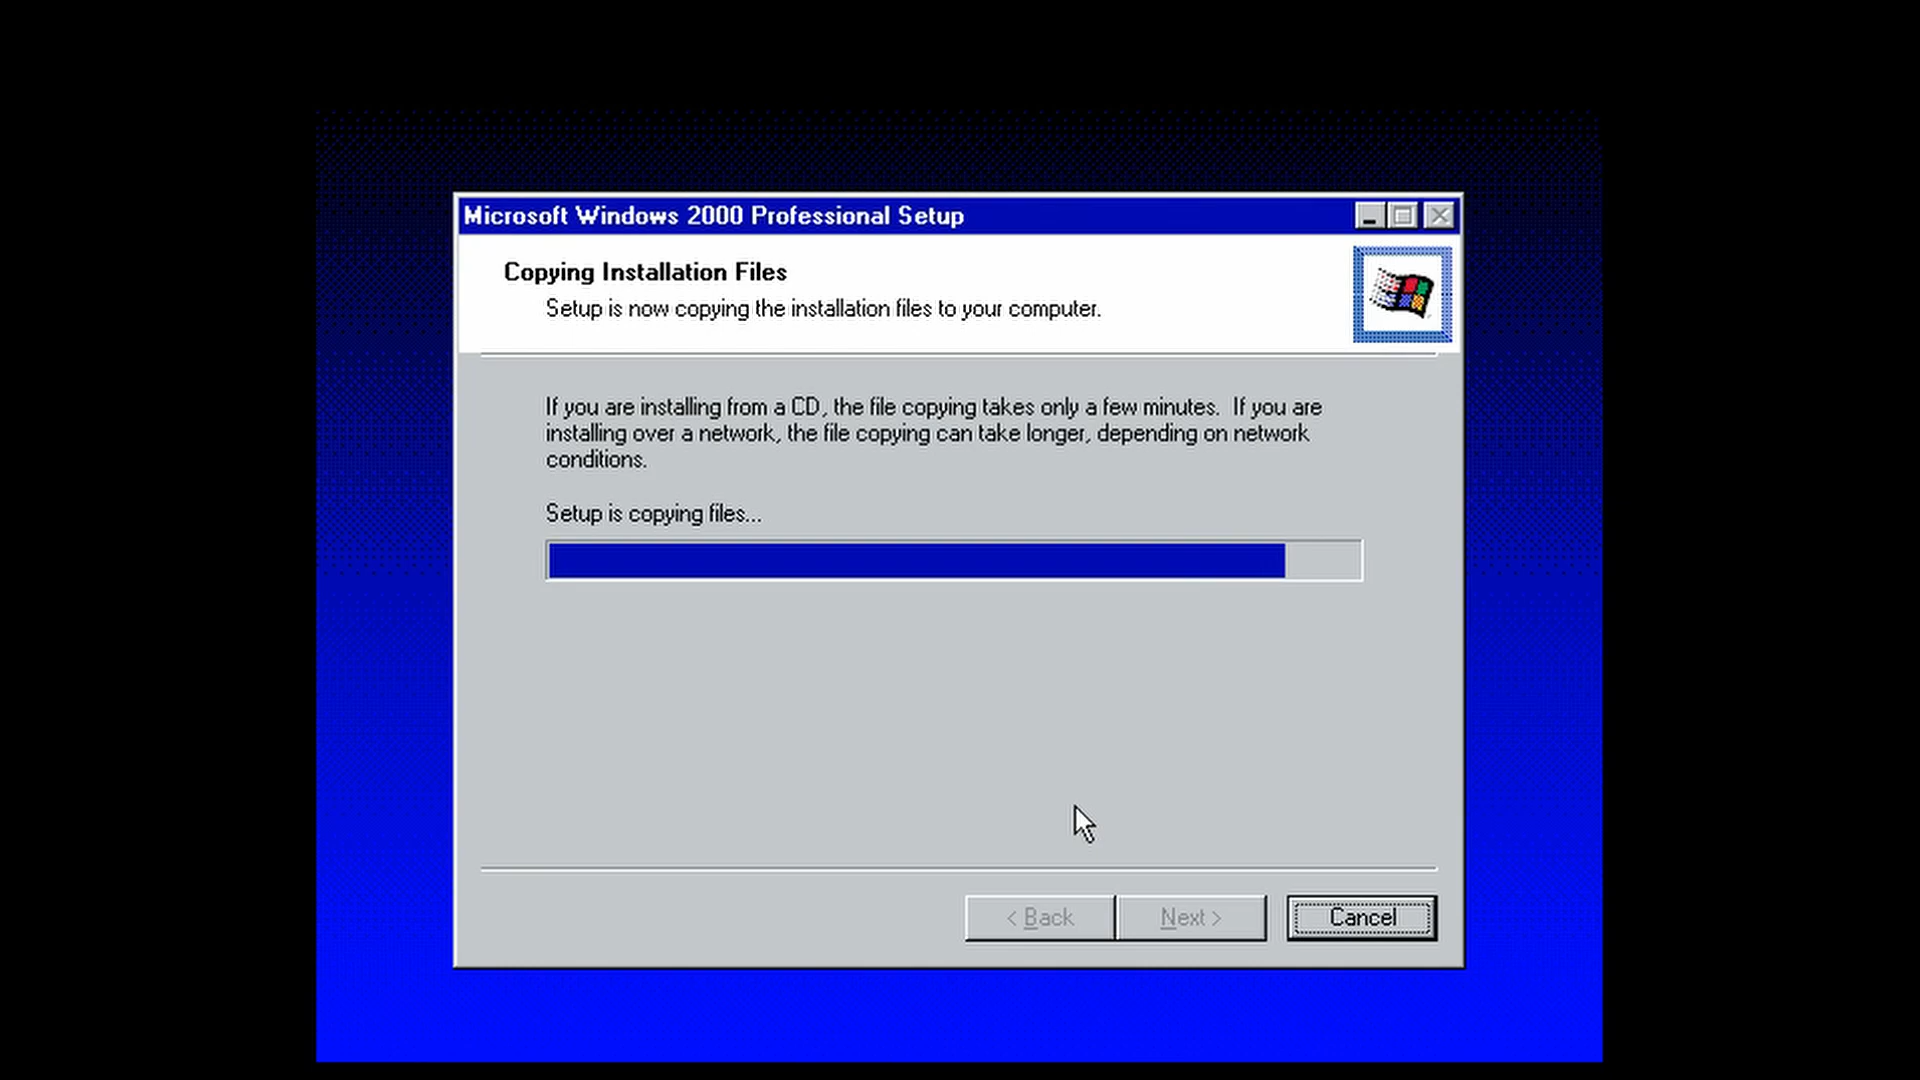 Microsoft Windows 2000 Professional Setup
Copying Installation Files
Setup is now copying the installation files to your computer.
If you are installing from a CD, the file copying takes only a few minutes.  If you are
installing over a network, the file copying can take longer, depending on network
conditions.
Setup is copying files...
< Back
Next >
Cancel